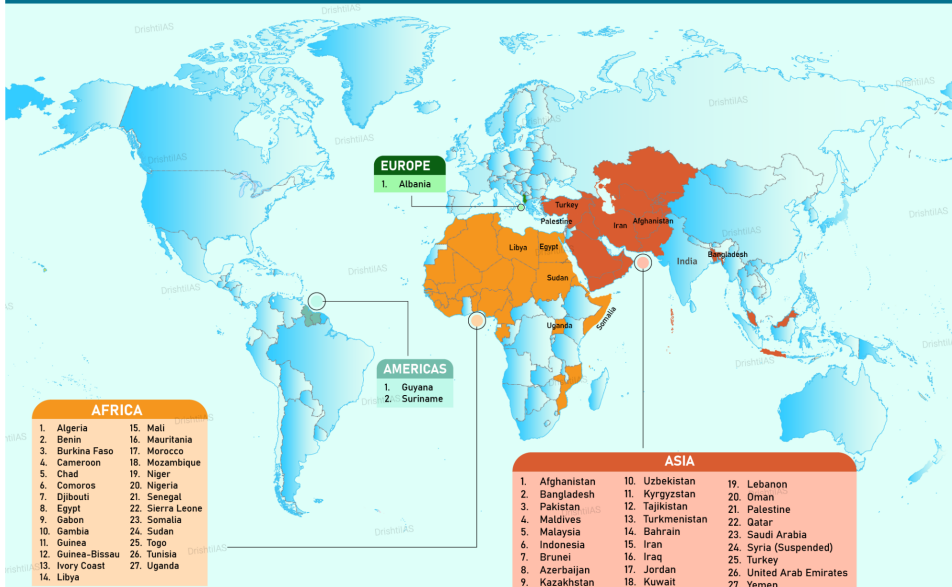 EUROPE
1. Albania
Turkey
Palestine
Iran
Afghanistan
Libya
Egypt
India
Bangladesh
Sudan
Uganda
Somalia
AMERICAS
1. Guyana
2. Suriname
AFRICA
1. Algeria
2. Benin
3. Burkina Faso
4. Cameroon
5. Chad
6. Comoros
7. Djibouti
8. Egypt
9. Gabon
10. Gambia
11. Guinea
12. Guinea-Bissau
13. Ivory Coast
14. Libya
15. Mali
16. Mauritania
17. Morocco
18. Mozambique
19. Niger
20. Nigeria
21. Senegal
22. Sierra Leone
23. Somalia
24. Sudan
25. Togo
26. Tunisia
27. Uganda
ASIA
1. Afghanistan
2. Bangladesh
3. Pakistan
4. Maldives
5. Malaysia
6. Indonesia
7. Brunei
8. Azerbaijan
9. Kazakhstan
10. Uzbekistan
11. Kyrgyzstan
12. Tajikistan
13. Turkmenistan
14. Bahrain
15. Iran
16. Iraq
17. Jordan
18. Kuwait
19. Lebanon
20. Oman
21. Palestine
22. Qatar
23. Saudi Arabia
24. Syria (Suspended)
25. Turkey
26. United Arab Emirates
27. Yemen
DrishtiIAS
DrishtiIAS
DrishtiIAS
DrishtiIAS
DrishtiIAS
DrishtiIAS
DrishtiIAS
DrishtiIAS